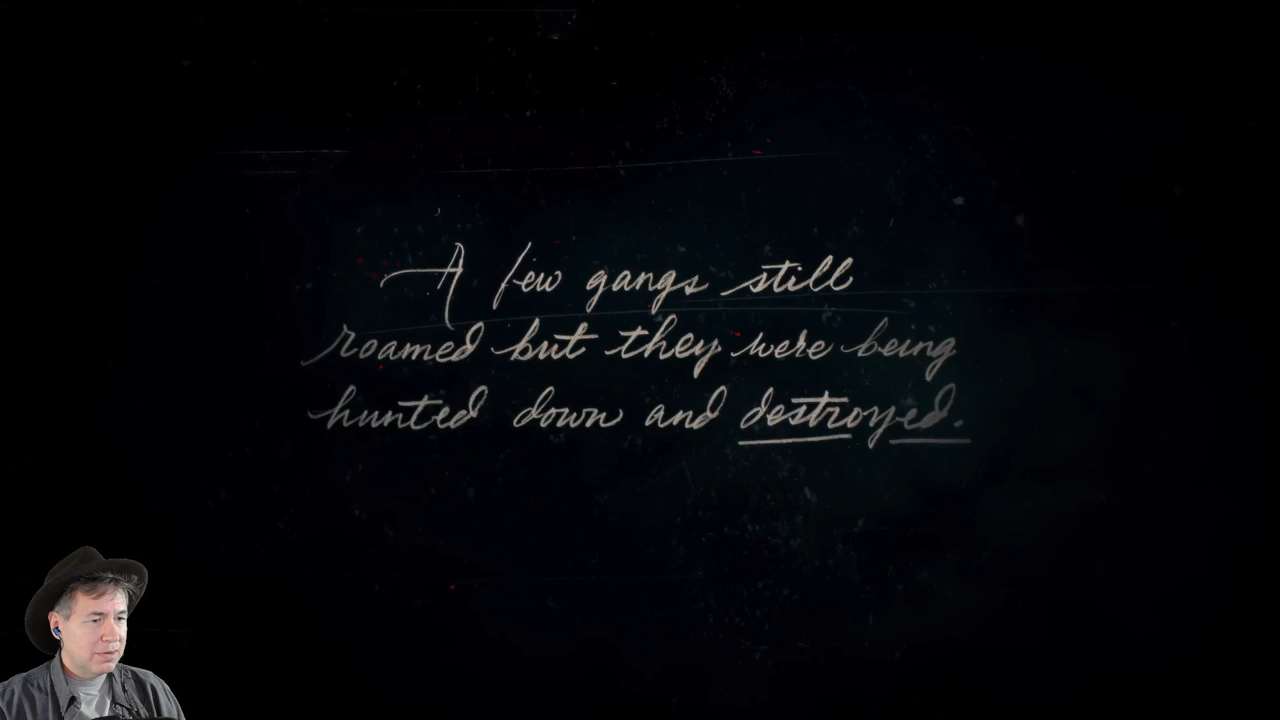 A few gangs still
roamed but they were being
hunted down and destroyed.